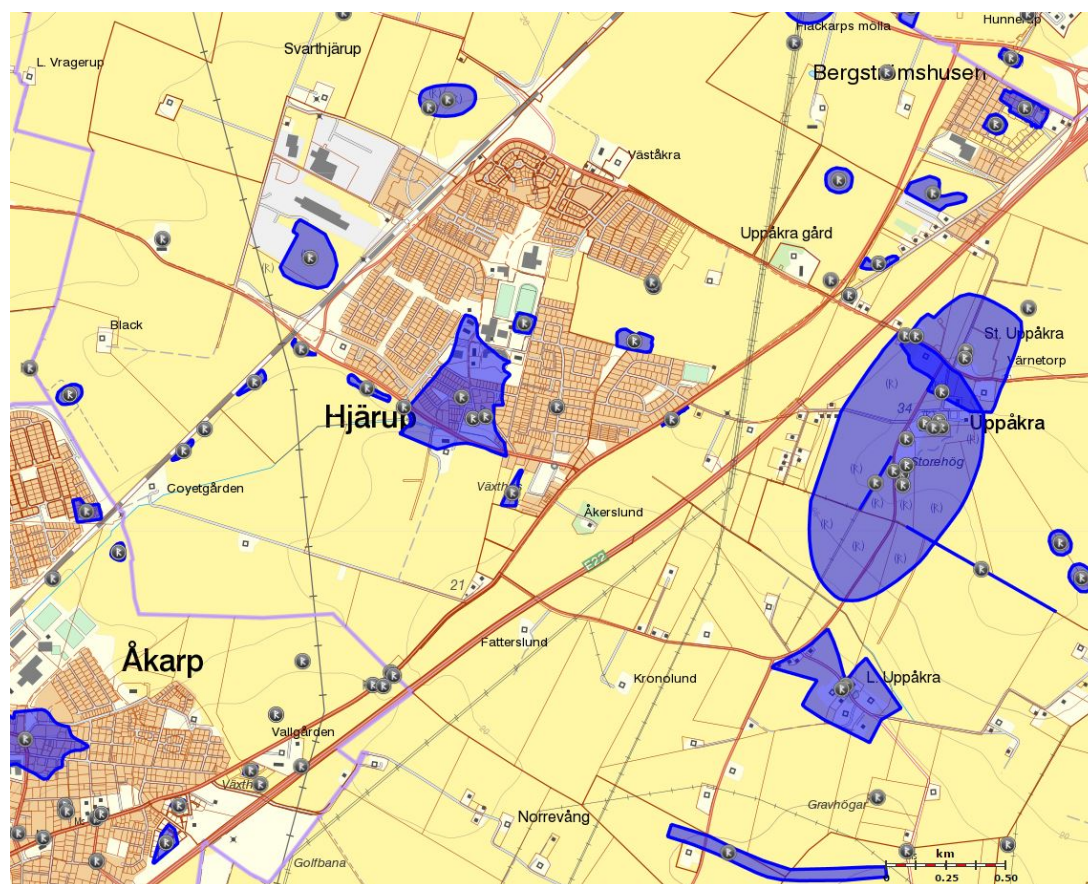 Flackarps mölla
Hunnerup
Svarthjärup
L. Vragerup
Bergströmshusen
Väståkra
Uppåkra gård
Black
St. Uppåkra
Värnetorp
34
Hjärup
Uppåkra
Storehög
Växthus
Coyetgården
Åkerslund
E22
21
Fatterslund
Åkarp
Kronolund
L. Uppåkra
Vallgården
Gravhögar
Norrevång
Golfbana
km
0 0.25 0.50